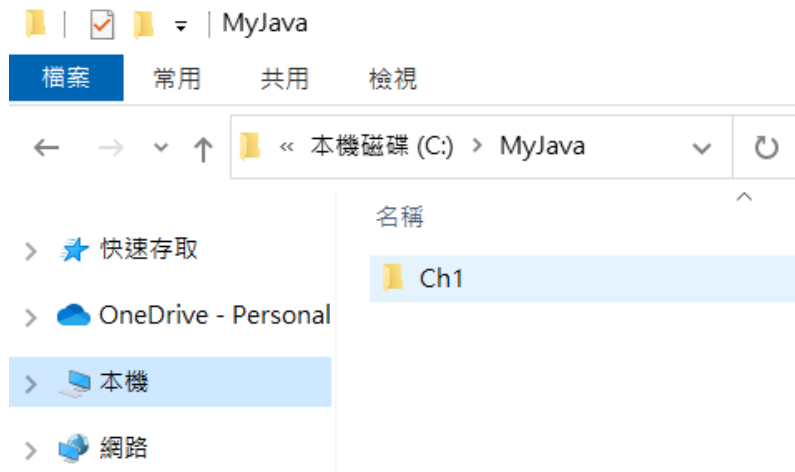 MyJava
檔案 常用 共用 檢視
« 本機磁碟 (C:) > MyJava
名稱
快速存取
Ch1
OneDrive - Personal
本機
網路